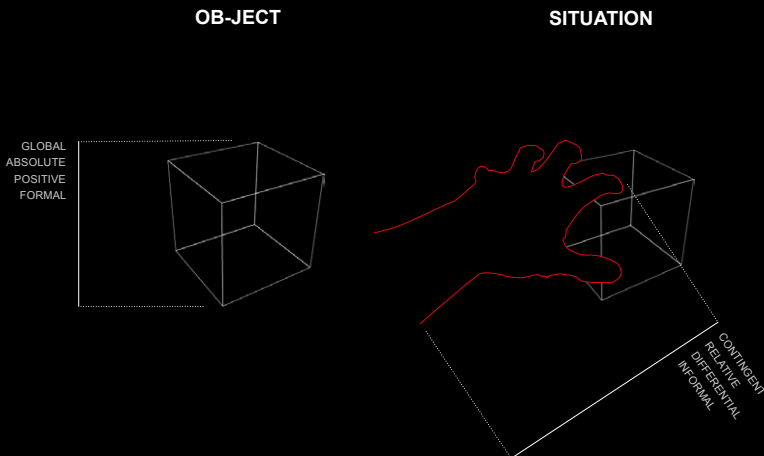 OB-JECT
SITUATION
GLOBAL
ABSOLUTE
POSITIVE
FORMAL
CONTINGENT
RELATIVE
DIFFERENTIAL
INFORMAL